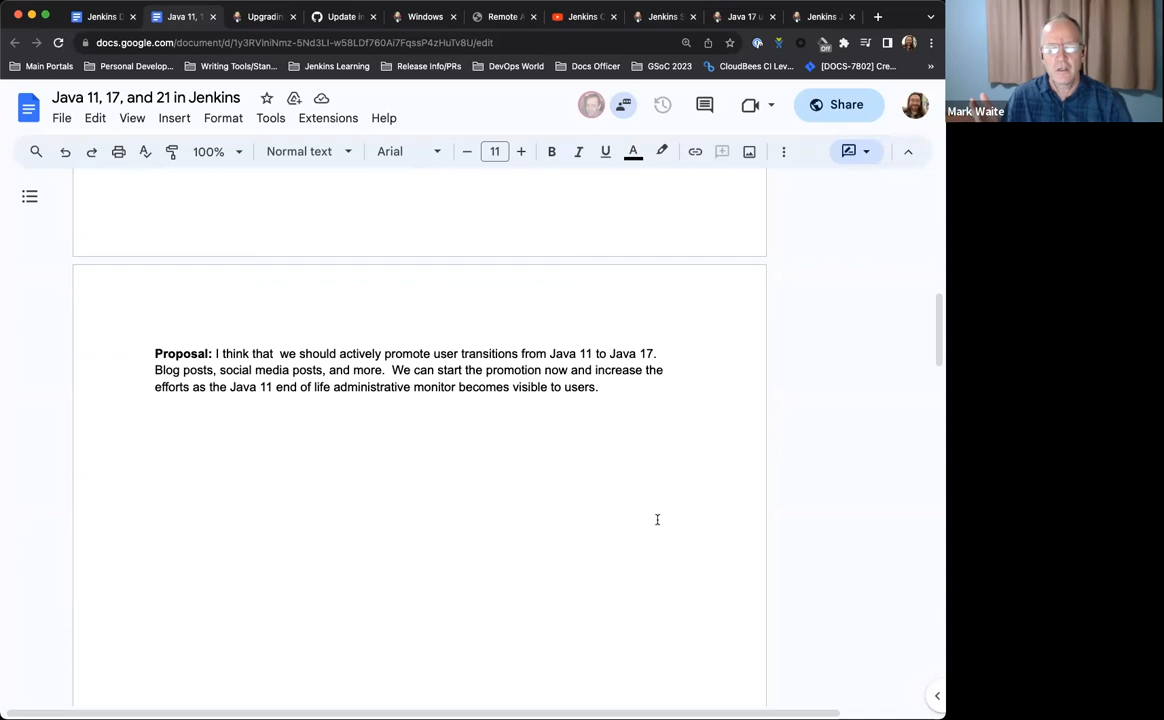 Jenkins D
Java 11, 1
Upgradin
Update in
Windows
Remote A
Jenkins C
Jenkins S
Java 17 u
Jenkins J
docs.google.com/document/d/1y3RVlniNmz-5Nd3LI-w58LDf760Ai7FqssP4zHuTv8U/edit
Off
Main Portals
Personal Develop...
Writing Tools/Stan...
Jenkins Learning
Release Info/PRs
DevOps World
Docs Officer
GSoC 2023
CloudBees CI Lev...
[DOCS-7802] Cre...
Java 11, 17, and 21 in Jenkins
File Edit View Insert Format Tools Extensions Help
Share
100% Normal text Arial 11 B I U A
Proposal: I think that we should actively promote user transitions from Java 11 to Java 17.
Blog posts, social media posts, and more. We can start the promotion now and increase the
efforts as the Java 11 end of life administrative monitor becomes visible to users.
Mark Waite